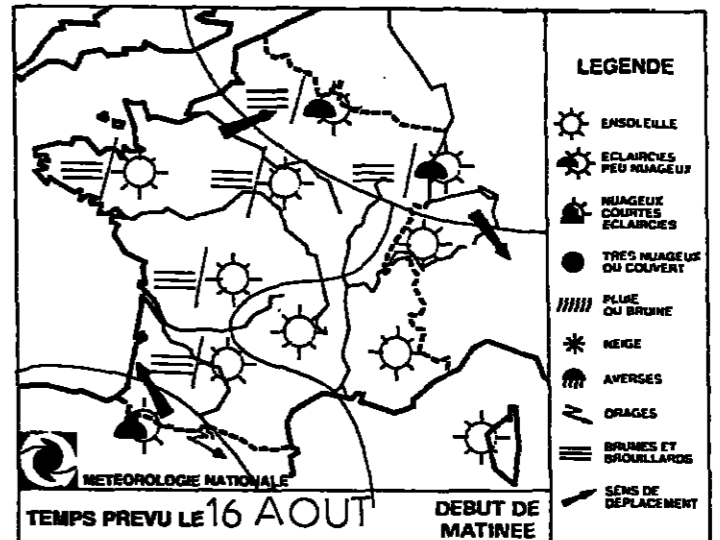 LEGENDE
ENSOLEILLE
ECLAIRCIES
PEU NUAGEUX
NUAGEUX
COURTES
ECLAIRCIES
TRES NUAGEUX
OU COUVERT
PLUIE
OU BRUINE
NEIGE
AVERSES
ORAGES
BRUMES ET
BROUILLARDS
SENS DE
DEPLACEMENT
METEOROLOGIE NATIONALE
TEMPS PREVU LE 16 AOUT
DEBUT DE
MATINEE